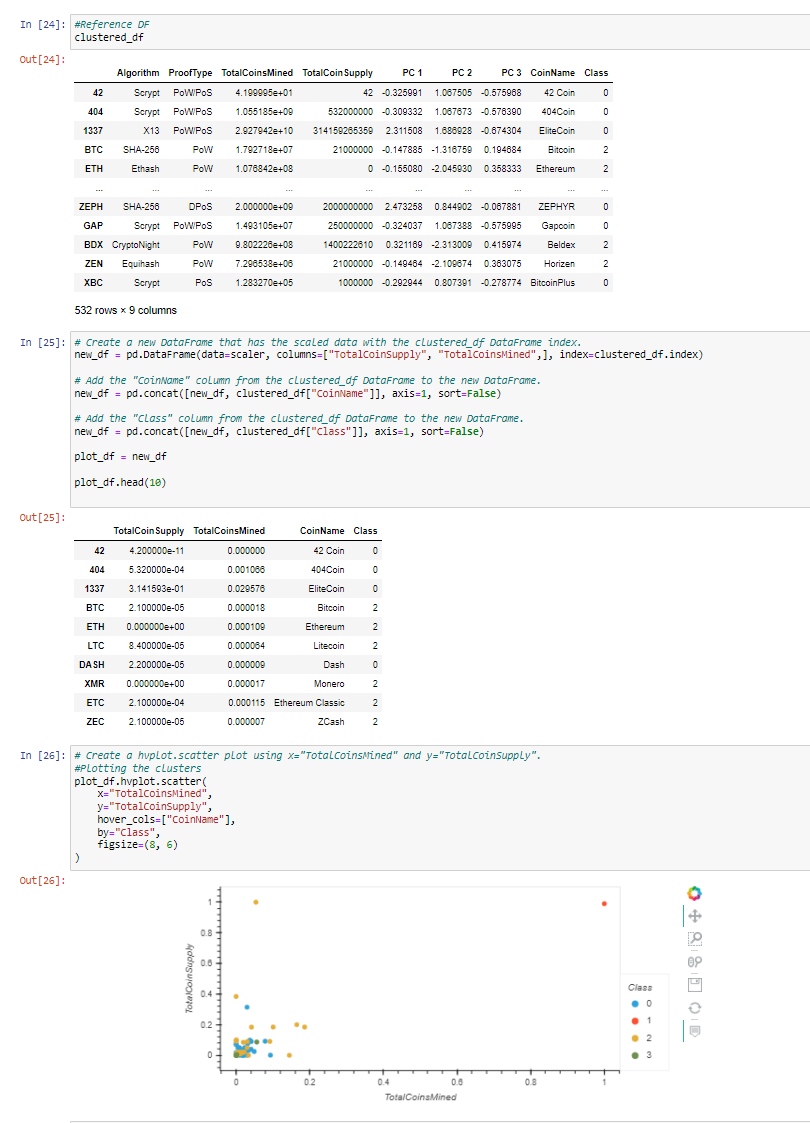 In [24]: #Reference DF
clustered_df
Out[24]:
Algorithm ProofType TotalCoinsMined TotalCoinSupply PC 1 PC 2 PC 3 CoinName Class
42 Scrypt PoW/PoS 4.199995e+01 42 -0.325991 1.067505 -0.575968 42 Coin 0
404 Scrypt PoW/PoS 1.055185e+09 532000000 -0.309332 1.067673 -0.576390 404Coin 0
1337 X13 PoW/PoS 2.927942e+10 314159265359 2.311508 1.686928 -0.674304 EliteCoin 0
BTC SHA-256 PoW 1.792718e+07 21000000 -0.147885 -1.316759 0.194684 Bitcoin 2
ETH Ethash PoW 1.076842e+08 0 -0.155080 -2.045930 0.358333 Ethereum 2
... ... ... ... ... ... ... ... ... ...
ZEPH SHA-256 DPoS 2.000000e+09 2000000000 2.473258 0.844902 -0.067881 ZEPHYR 0
GAP Scrypt PoW/PoS 1.493105e+07 250000000 -0.324037 1.067388 -0.575995 Gapcoin 0
BDX CryptoNight PoW 9.802226e+08 1400222610 0.321169 -2.313009 0.415974 Beldex 2
ZEN Equihash PoW 7.296538e+06 21000000 -0.149464 -2.109674 0.363075 Horizen 2
XBC Scrypt PoS 1.283270e+05 1000000 -0.292944 0.807391 -0.278774 BitcoinPlus 0
532 rows × 9 columns
In [25]: # Create a new DataFrame that has the scaled data with the clustered_df DataFrame index.
new_df = pd.DataFrame(data=scaler, columns=["TotalCoinSupply", "TotalCoinsMined",], index=clustered_df.index)
# Add the "CoinName" column from the clustered_df DataFrame to the new DataFrame.
new_df = pd.concat([new_df, clustered_df["CoinName"]], axis=1, sort=False)
# Add the "Class" column from the clustered_df DataFrame to the new DataFrame.
new_df = pd.concat([new_df, clustered_df["Class"]], axis=1, sort=False)
plot_df = new_df
plot_df.head(10)
Out[25]:
TotalCoinSupply TotalCoinsMined CoinName Class
42 4.200000e-11 0.000000 42 Coin 0
404 5.320000e-04 0.001066 404Coin 0
1337 3.141593e-01 0.029576 EliteCoin 0
BTC 2.100000e-05 0.000018 Bitcoin 2
ETH 0.000000e+00 0.000109 Ethereum 2
LTC 8.400000e-05 0.000064 Litecoin 2
DASH 2.200000e-05 0.000009 Dash 0
XMR 0.000000e+00 0.000017 Monero 2
ETC 2.100000e-04 0.000115 Ethereum Classic 2
ZEC 2.100000e-05 0.000007 ZCash 2
In [26]: # Create a hvplot.scatter plot using x="TotalCoinsMined" and y="TotalCoinSupply".
#Plotting the clusters
plot_df.hvplot.scatter(
x="TotalCoinsMined",
y="TotalCoinSupply",
hover_cols=["CoinName"],
by="Class",
figsize=(8, 6)
)
Out[26]:
1
0.8
0.6
0.4
0.2
0
TotalCoinSupply
0 0.2 0.4 0.6 0.8 1
TotalCoinsMined
Class
0
1
2
3